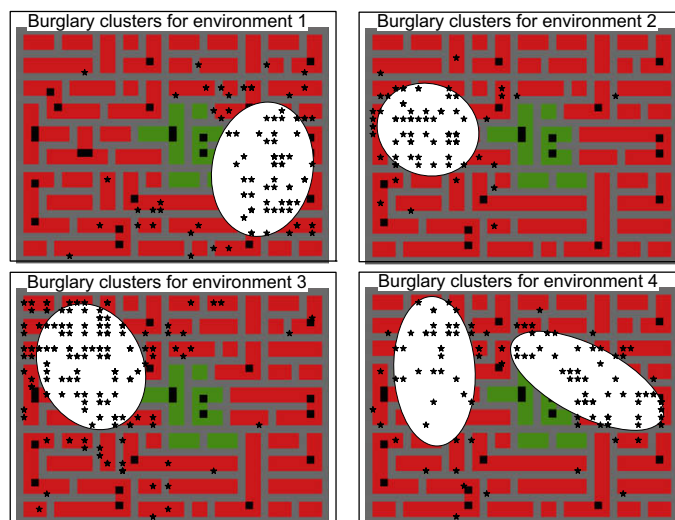 Burglary clusters for environment 1
Burglary clusters for environment 2
Burglary clusters for environment 3
Burglary clusters for environment 4